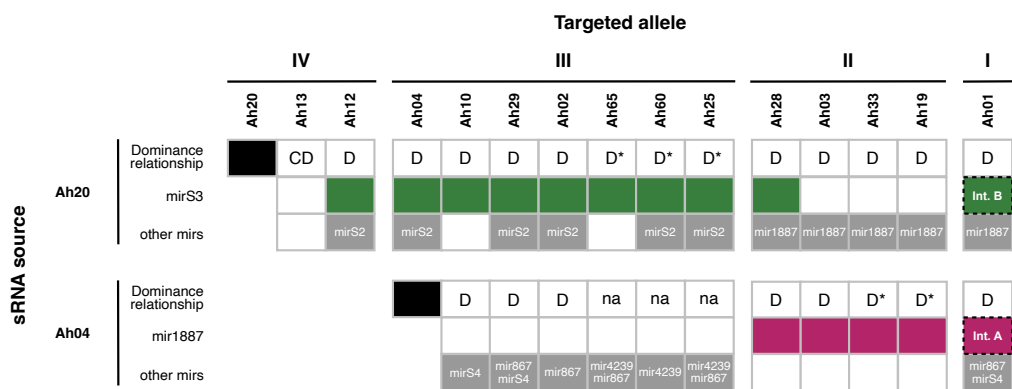 Targeted allele
IV III II I
Ah20 Ah13 Ah12 Ah04 Ah10 Ah29 Ah02 Ah65 Ah60 Ah25 Ah28 Ah03 Ah33 Ah19 Ah01
sRNA source
Ah20
Dominance
relationship
CD D D D D D D* D* D* D D D D D
mirS3
Int. B
other mirs
mirS2 mirS2 mirS2 mirS2 mirS2 mirS2 mir1887 mir1887 mir1887 mir1887 mir1887
Ah04
Dominance
relationship
D D D na na na D D D* D* D
mir1887
Int. A
other mirs
mirS4 mir867 mir867 mir4239 mir4239 mir4239 mir867
mirS4 mir867 mir867 mirS4